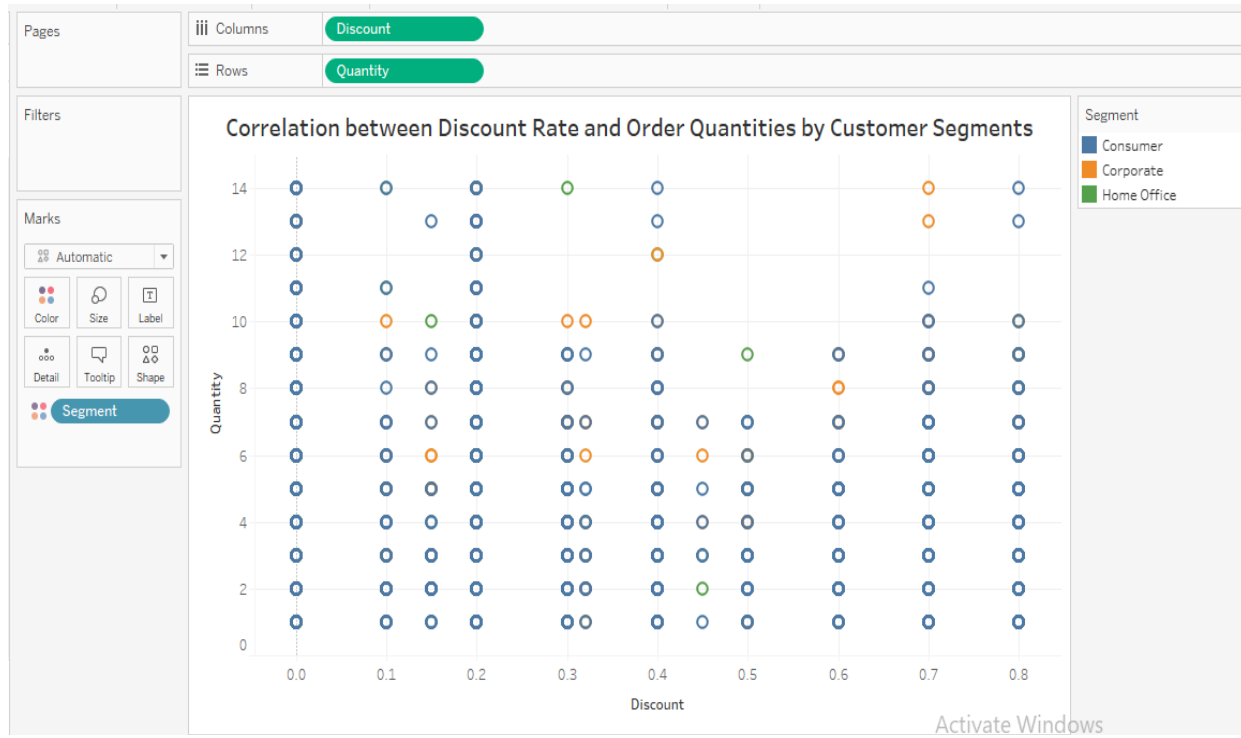 Pages
Columns
Discount
Rows
Quantity
Filters
Marks
Automatic
Color
Size
Label
Detail
Tooltip
Shape
Segment
Correlation between Discount Rate and Order Quantities by Customer Segments
14
12
10
8
6
4
2
0
Quantity
0.0 0.1 0.2 0.3 0.4 0.5 0.6 0.7 0.8
Discount
Segment
Consumer
Corporate
Home Office
Activate Windows